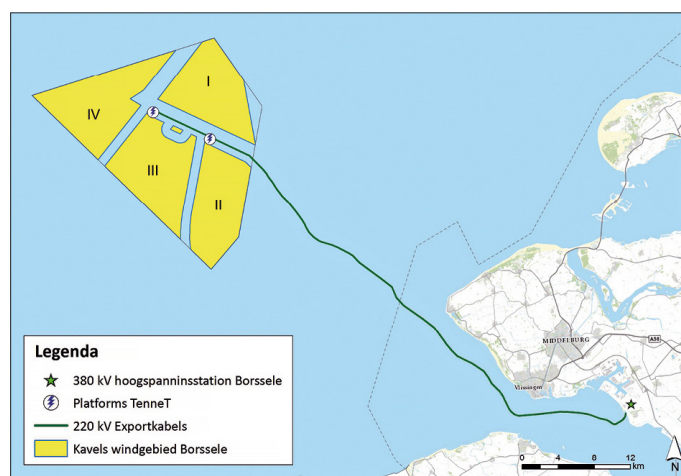 I
IV
III
II
MIDDELBURG
A58
Vlissingen
Legenda
380 kV hoogspanninsstation Borssele
Platforms TenneT
220 kV Exportkabels
Kavels windgebied Borssele
0 4 8 12
km
N